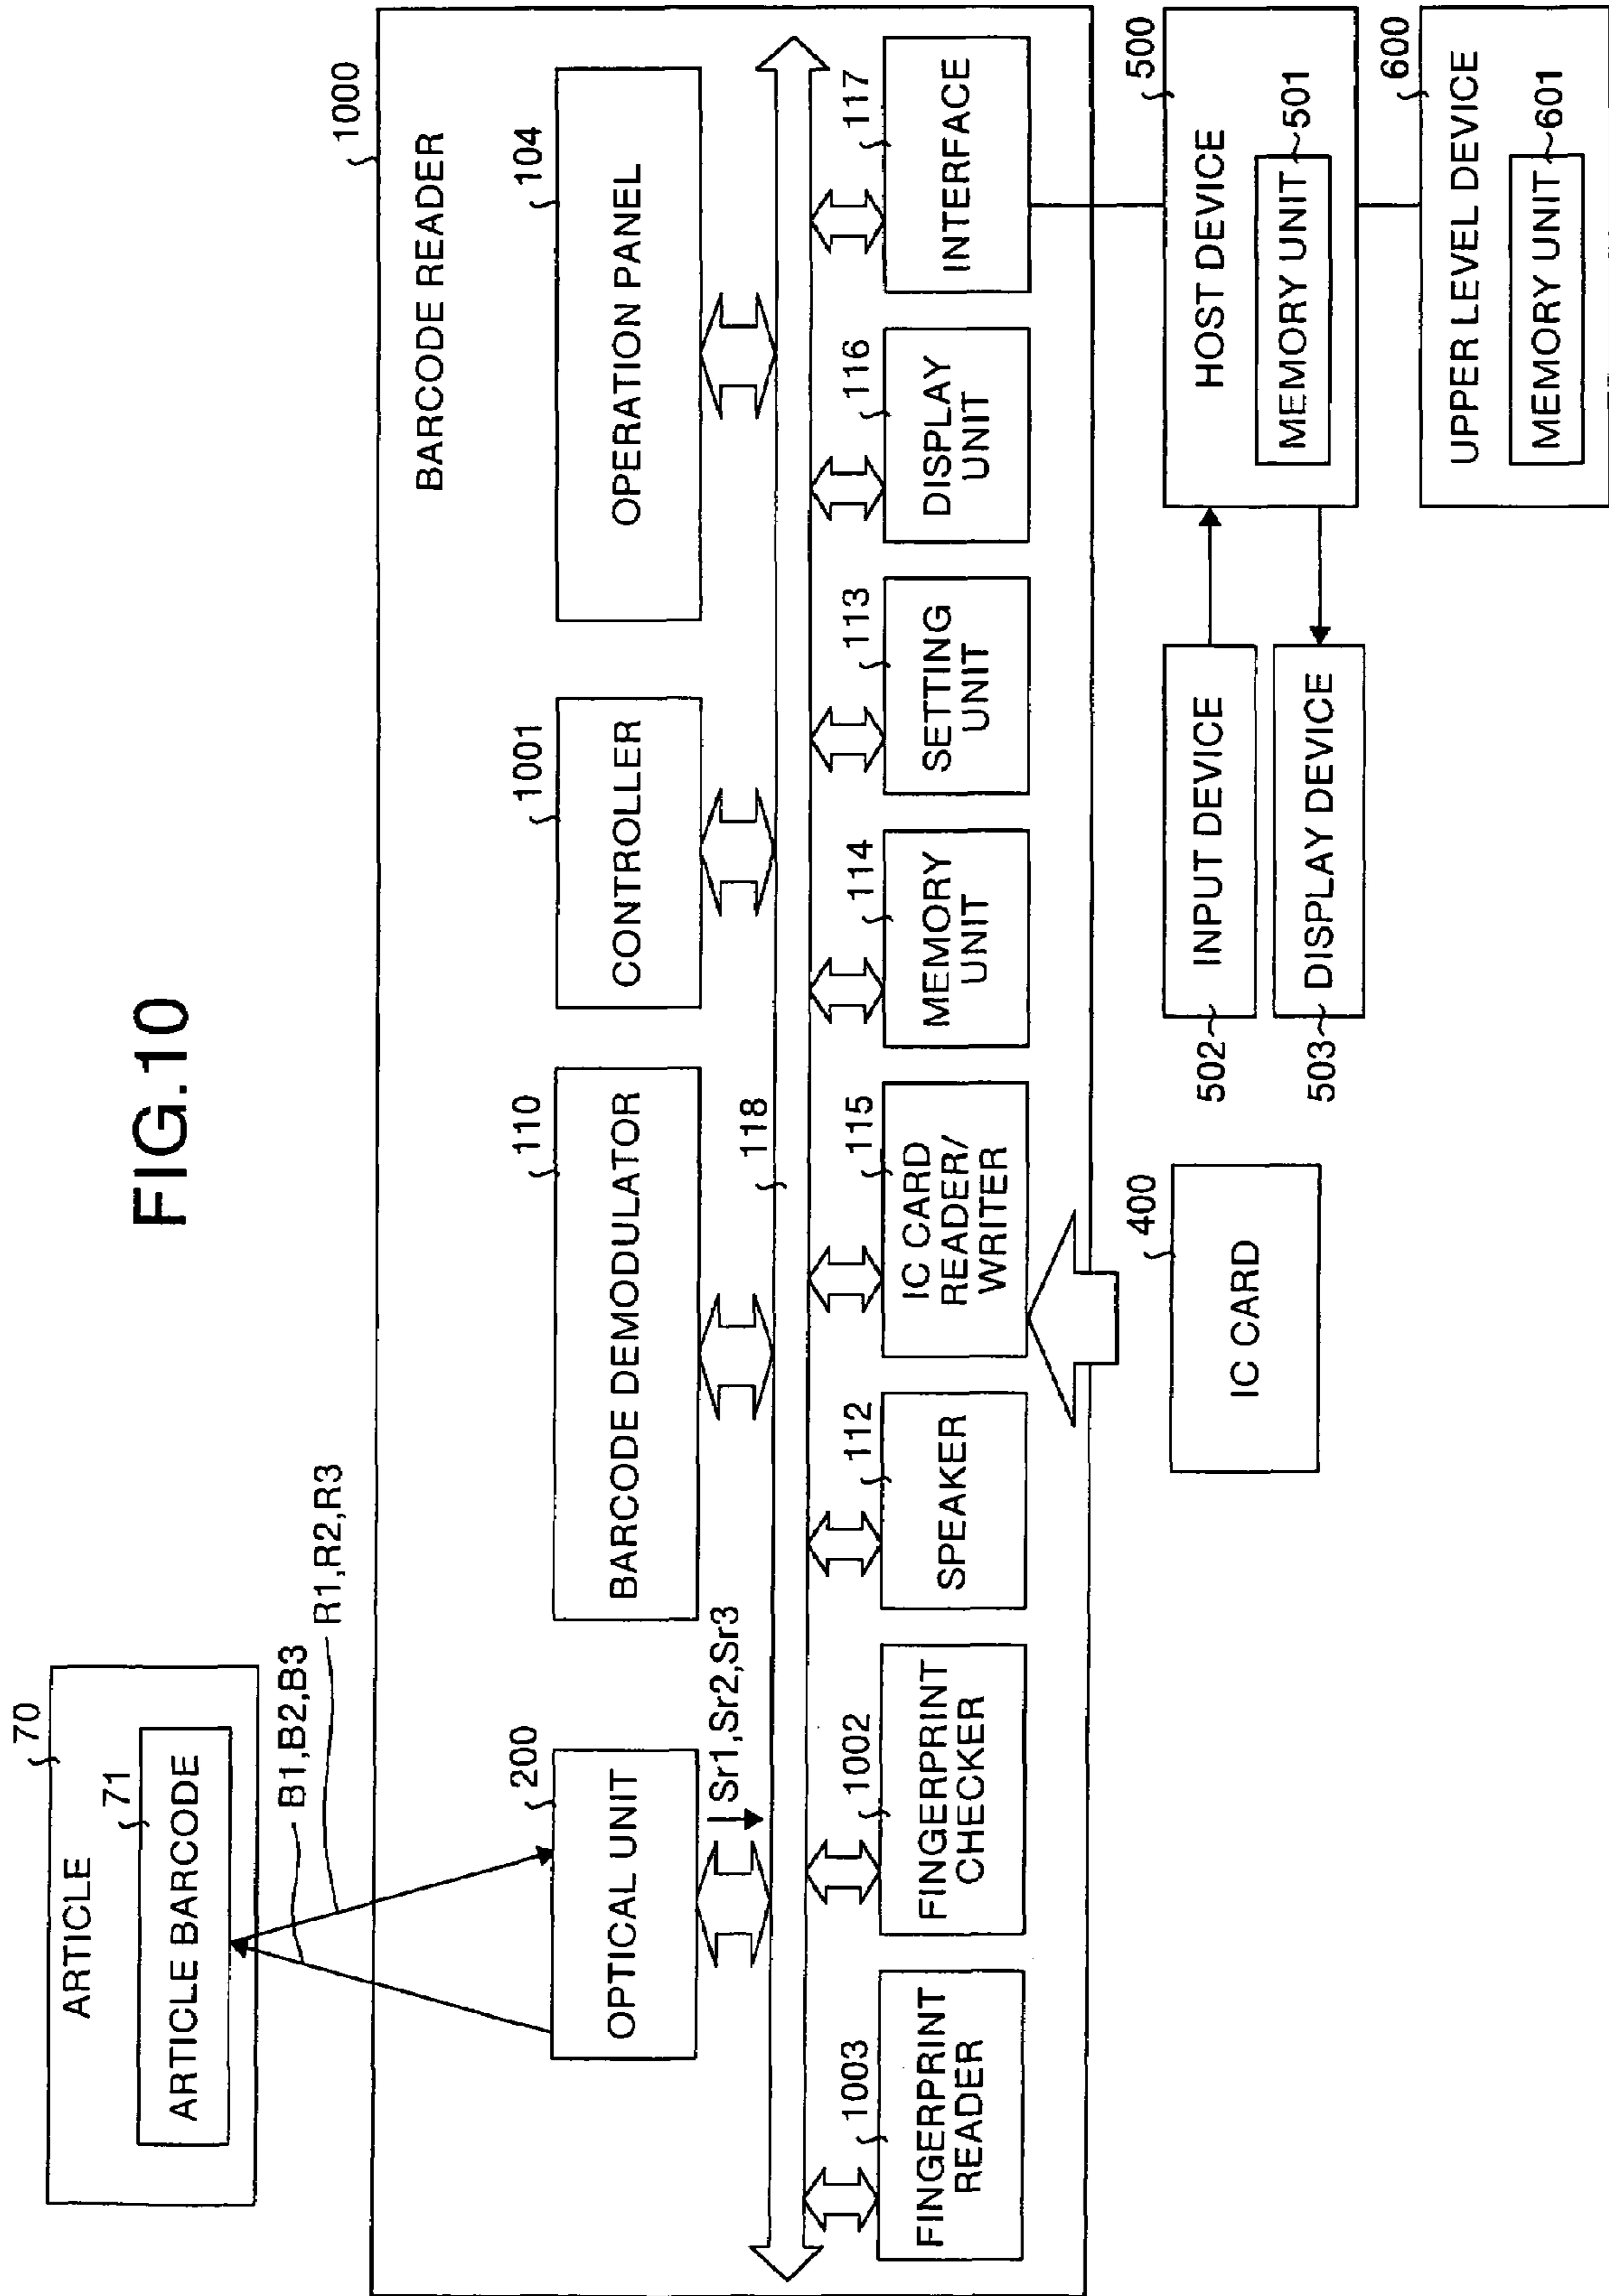 FIG.10
70
ARTICLE
71
ARTICLE BARCODE
B1,B2,B3
R1,R2,R3
1000
BARCODE READER
200
OPTICAL UNIT
Sr1,Sr2,Sr3
110
BARCODE DEMODULATOR
1001
CONTROLLER
104
OPERATION PANEL
118
1003
FINGERPRINT
READER
1002
FINGERPRINT
CHECKER
112
SPEAKER
115
IC CARD
READER/
WRITER
114
MEMORY
UNIT
113
SETTING
UNIT
116
DISPLAY
UNIT
117
INTERFACE
400
IC CARD
502
INPUT DEVICE
503
DISPLAY DEVICE
500
HOST DEVICE
MEMORY UNIT
501
600
UPPER LEVEL DEVICE
MEMORY UNIT
601